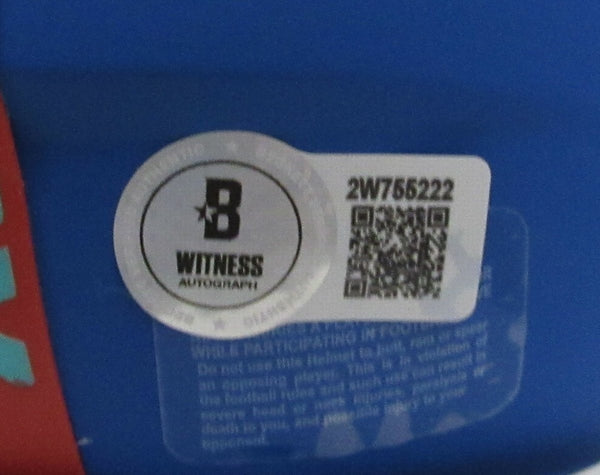 B
WITNESS
AUTOGRAPH
2W755222
AUTHENTIC
WHILE PARTICIPATING IN FOOT
Do not use this Helmet to butt, ram or spear
an opposing player. This is in violation of
the football rules and such use can result in
severe head or neck injuries, paralysis or
death to you, and possible injury to your
opponent.